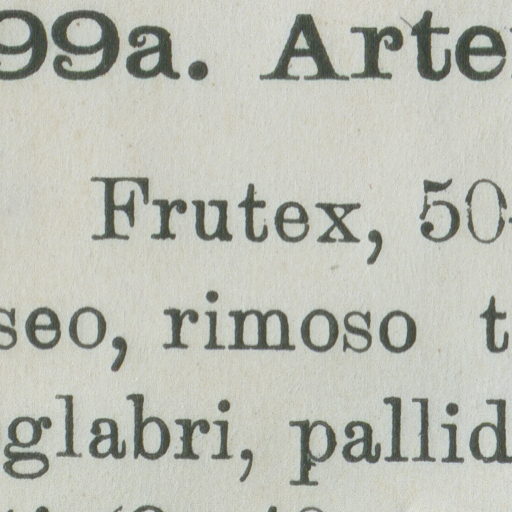 99a. Arte
Frutex, 50-
seo, rimoso t
glabri, pallid